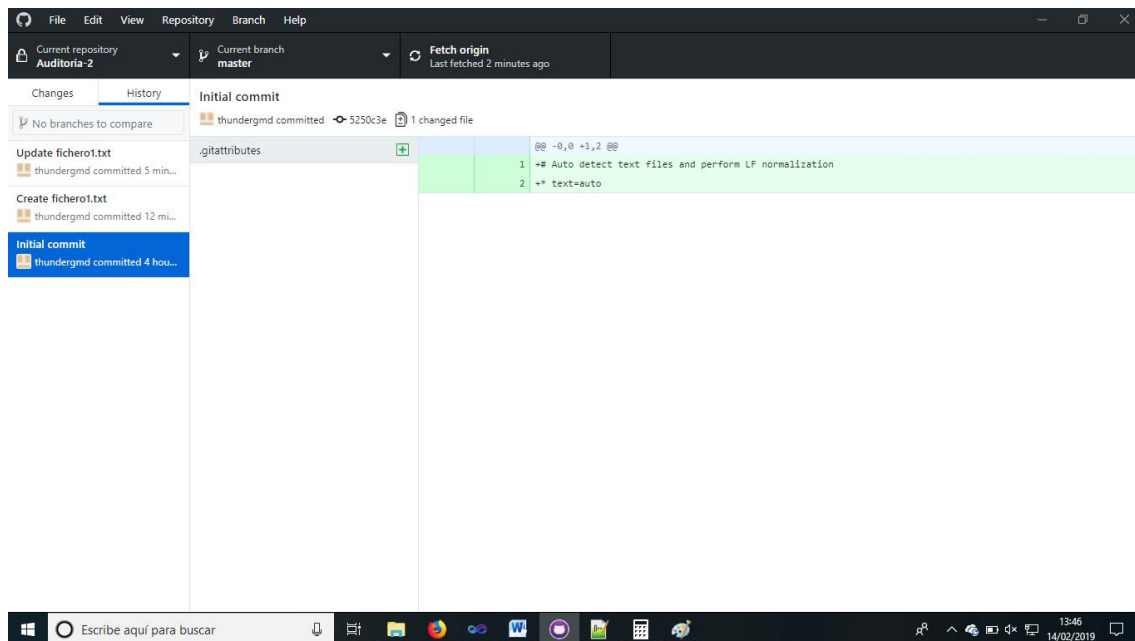 File Edit View Repository Branch Help
Current repository
Auditoria-2
Current branch
master
Fetch origin
Last fetched 2 minutes ago
Changes History
No branches to compare
Update fichero1.txt
thundergmd committed 5 min...
Create fichero1.txt
thundergmd committed 12 mi...
Initial commit
thundergmd committed 4 hou...
Initial commit
thundergmd committed 5250c3e 1 changed file
.gitattributes
@@ -0,0 +1,2 @@
1 +# Auto detect text files and perform LF normalization
2 +* text=auto
Escribe aquí para buscar
13:46
14/02/2019